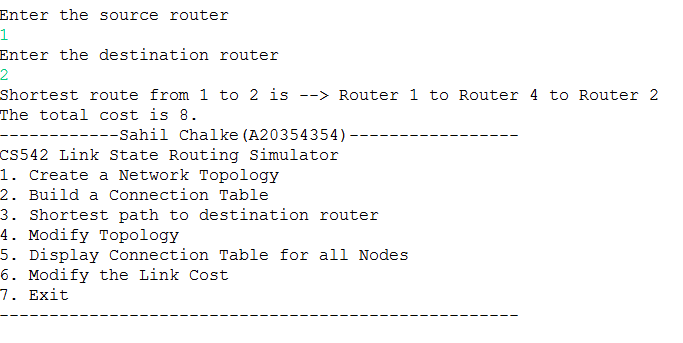 Enter the source router
1
Enter the destination router
2
Shortest route from 1 to 2 is --> Router 1 to Router 4 to Router 2
The total cost is 8.
------------Sahil Chalke(A20354354)-----------------
CS542 Link State Routing Simulator
1. Create a Network Topology
2. Build a Connection Table
3. Shortest path to destination router
4. Modify Topology
5. Display Connection Table for all Nodes
6. Modify the Link Cost
7. Exit
----------------------------------------------------